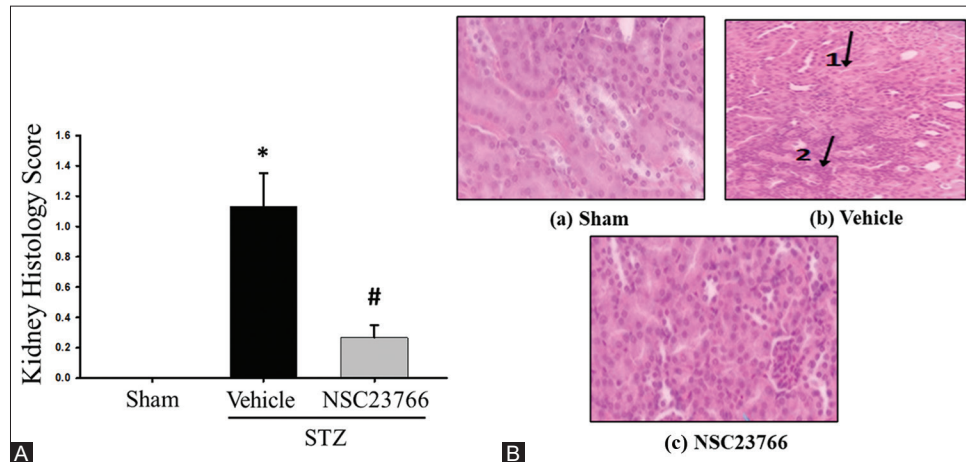 Kidney Histology Score
1.6
1.4
1.2
1.0
0.8
0.6
0.4
0.2
0.0
*
#
Sham
Vehicle
NSC23766
STZ
A
1
2
(a) Sham
(b) Vehicle
(c) NSC23766
B